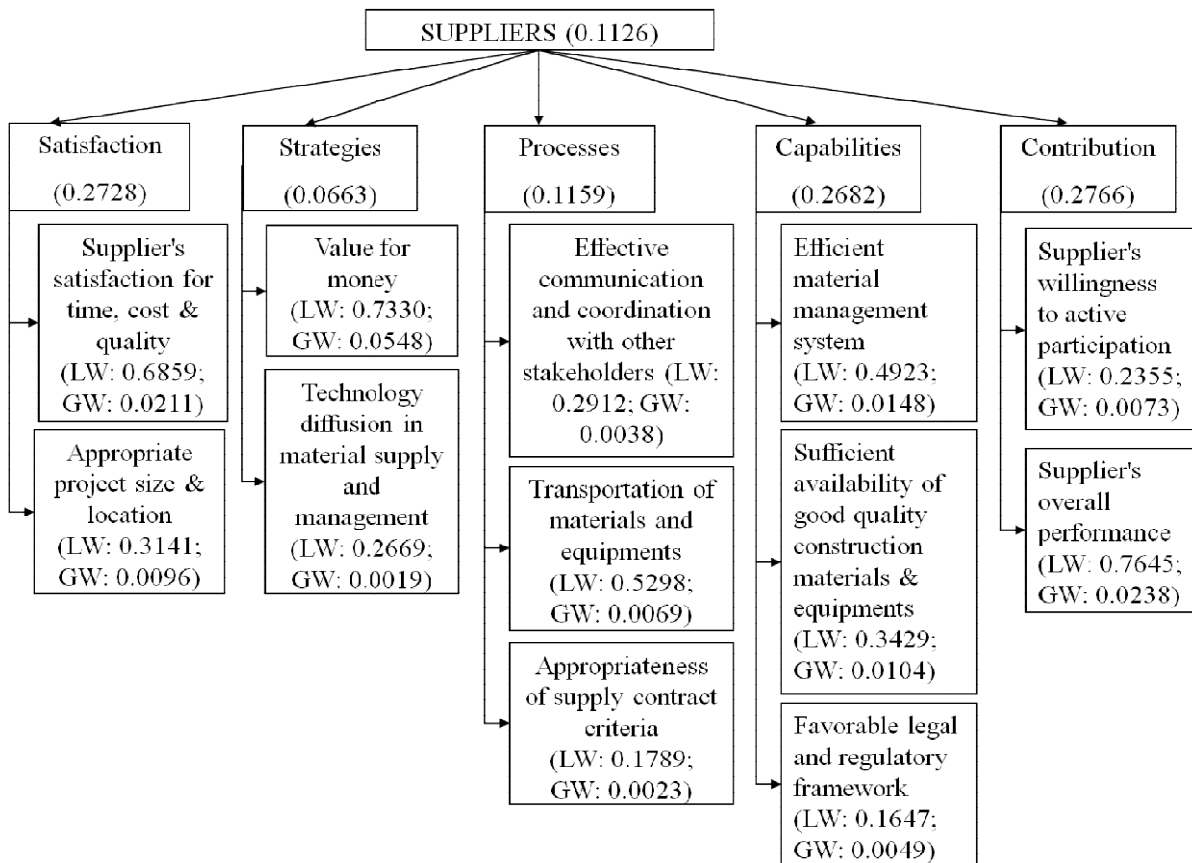 SUPPLIERS (0.1126)
Satisfaction
(0.2728)
Supplier's
satisfaction for
time, cost &
quality
(LW: 0.6859;
GW: 0.0211)
Appropriate
project size &
location
(LW: 0.3141;
GW: 0.0096)
Strategies
(0.0663)
Value for
money
(LW: 0.7330;
GW: 0.0548)
Technology
diffusion in
material supply
and
management
(LW: 0.2669;
GW: 0.0019)
Processes
(0.1159)
Effective
communication
and coordination
with other
stakeholders (LW:
0.2912; GW:
0.0038)
Transportation of
materials and
equipments
(LW: 0.5298;
GW: 0.0069)
Appropriateness
of supply contract
criteria
(LW: 0.1789;
GW: 0.0023)
Capabilities
(0.2682)
Efficient
material
management
system
(LW: 0.4923;
GW: 0.0148)
Sufficient
availability of
good quality
construction
materials &
equipments
(LW: 0.3429;
GW: 0.0104)
Favorable legal
and regulatory
framework
(LW: 0.1647;
GW: 0.0049)
Contribution
(0.2766)
Supplier's
willingness
to active
participation
(LW: 0.2355;
GW: 0.0073)
Supplier's
overall
performance
(LW: 0.7645;
GW: 0.0238)